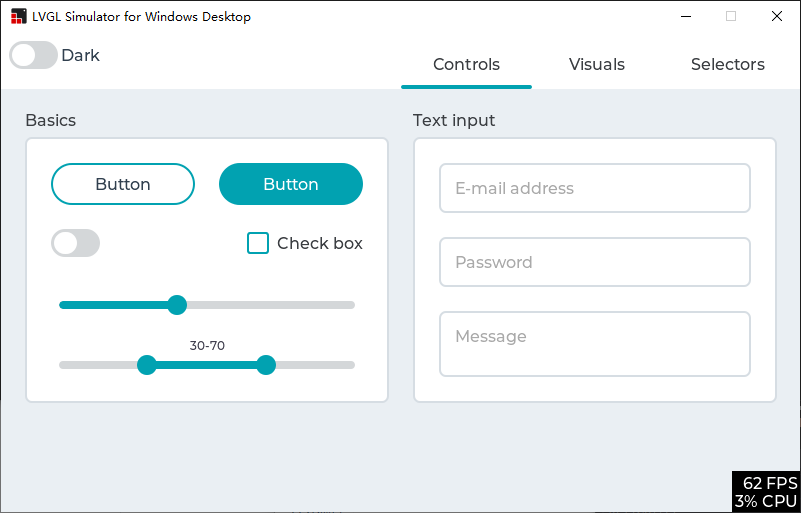 LVGL Simulator for Windows Desktop
Dark
Controls
Visuals
Selectors
Basics
Text input
Button
Button
Check box
30-70
E-mail address
Password
Message
62 FPS
3% CPU